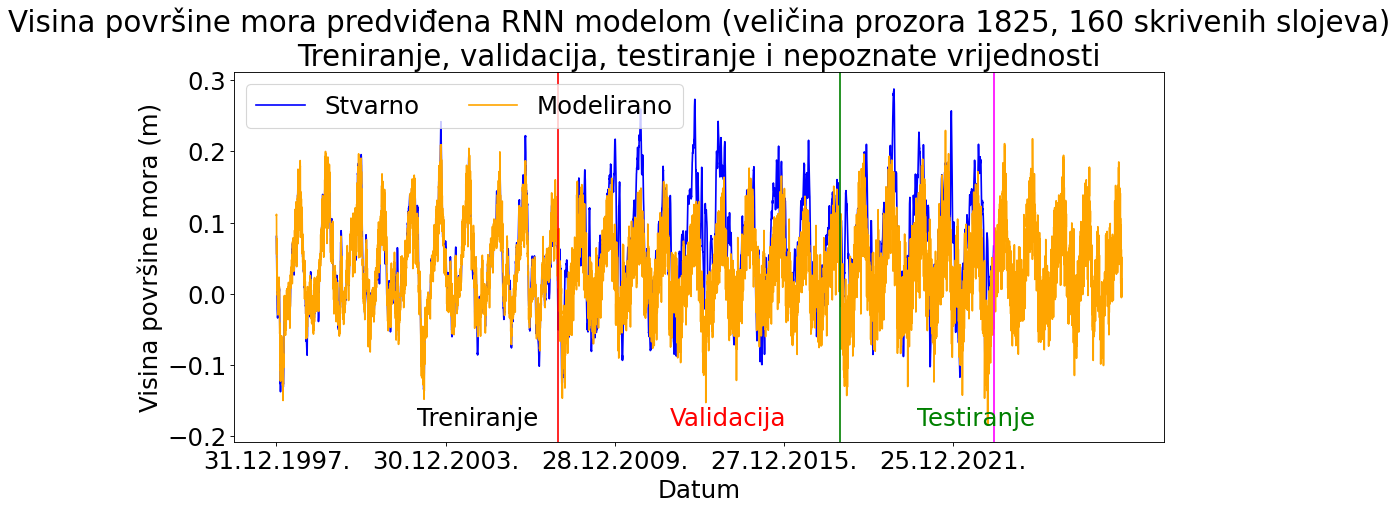 Visina površine mora predviđena RNN modelom (veličina prozora 1825, 160 skrivenih slojeva)
Treniranje, validacija, testiranje i nepoznate vrijednosti
Stvarno Modelirano
Visina površine mora (m)
0.3
0.2
0.1
0.0
−0.1
−0.2
Treniranje Validacija Testiranje
31.12.1997. 30.12.2003. 28.12.2009. 27.12.2015. 25.12.2021.
Datum